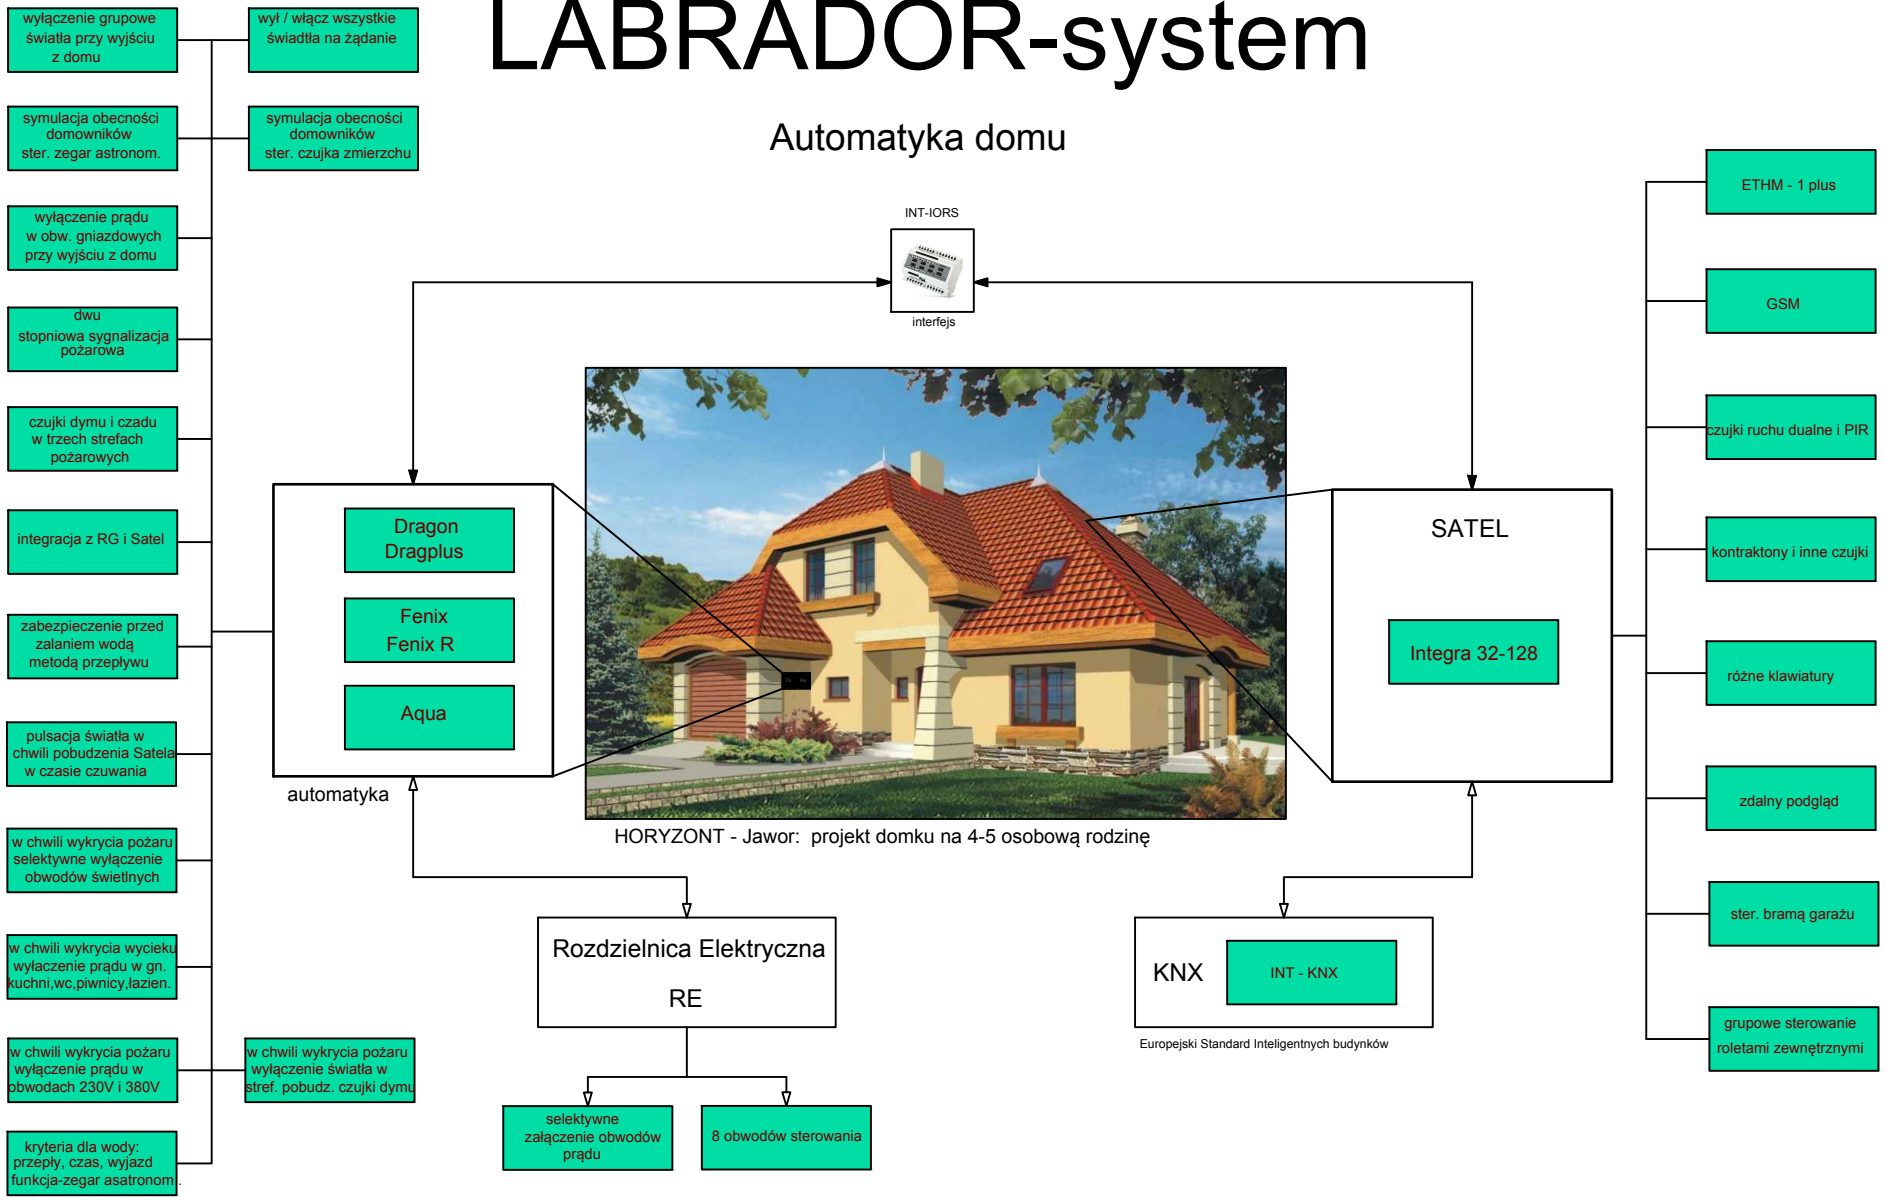 LABRADOR-system
Automatyka domu
wyłączenie grupowe
światła przy wyjściu
z domu
wył / włącz wszystkie
świadtła na żądanie
symulacja obecności
domowników
ster. zegar astronom.
symulacja obecności
domowników
ster. czujka zmierzchu
wyłączenie prądu
w obw. gniazdowych
przy wyjściu z domu
dwu
stopniowa sygnalizacja
pożarowa
czujki dymu i czadu
w trzech strefach
pożarowych
integracja z RG i Satel
zabezpieczenie przed
zalaniem wodą
metodą przepływu
pulsacja światła w
chwili pobudzenia Satela
w czasie czuwania
w chwili wykrycia pożaru
selektywne wyłączenie
obwodów świetlnych
w chwili wykrycia wycieku
wyłaczenie prądu w gn.
kuchni,wc,piwnicy,łazien.
w chwili wykrycia pożaru
wyłączenie prądu w
obwodach 230V i 380V
w chwili wykrycia pożaru
wyłączenie światła w
stref. pobudz. czujki dymu
kryteria dla wody:
przepły, czas, wyjazd
funkcja-zegar asatronom.
INT-IORS
interfejs
Dragon
Dragplus
Fenix
Fenix R
Aqua
automatyka
HORYZONT - Jawor: projekt domku na 4-5 osobową rodzinę
Rozdzielnica Elektryczna
RE
selektywne
załączenie obwodów
prądu
8 obwodów sterowania
SATEL
Integra 32-128
KNX
INT - KNX
Europejski Standard Inteligentnych budynków
ETHM - 1 plus
GSM
czujki ruchu dualne i PIR
kontraktony i inne czujki
różne klawiatury
zdalny podgląd
ster. bramą garażu
grupowe sterowanie
roletami zewnętrznymi